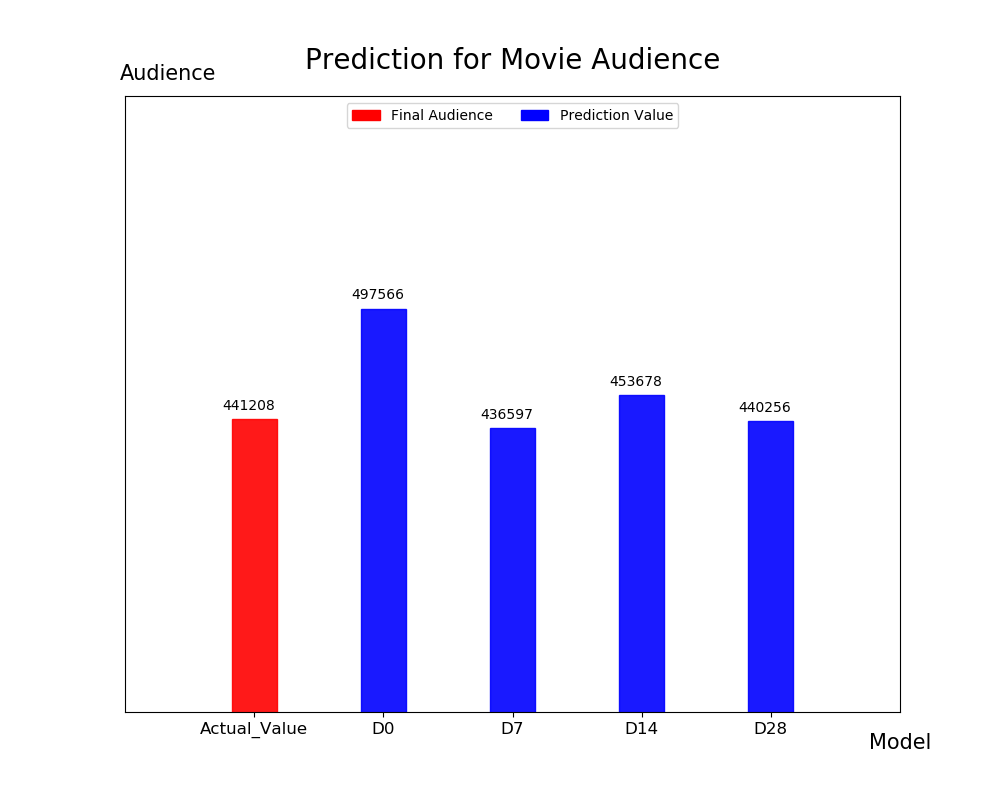 Prediction for Movie Audience
Audience
Final Audience
Prediction Value
441208
497566
436597
453678
440256
Actual_Value
D0
D7
D14
D28
Model